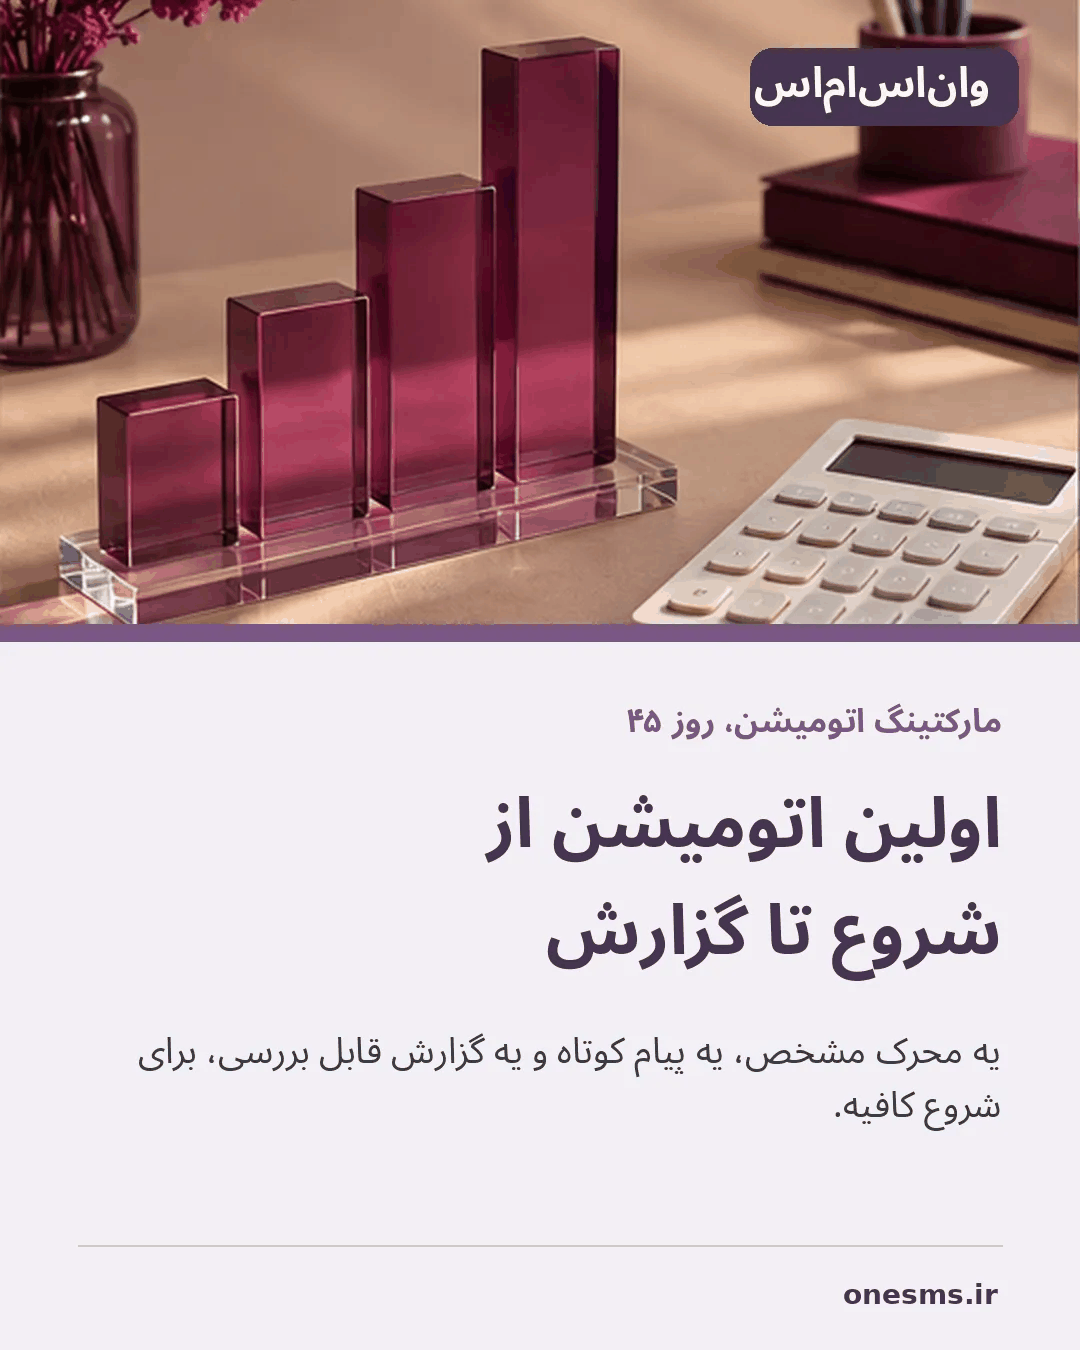 وان‌اس‌ام‌اس
مارکتینگ اتومیشن، روز ۴۵
اولین اتومیشن از
شروع تا گزارش
یه محرک مشخص، یه پیام کوتاه و یه گزارش قابل بررسی، برای
شروع کافیه.
onesms.ir